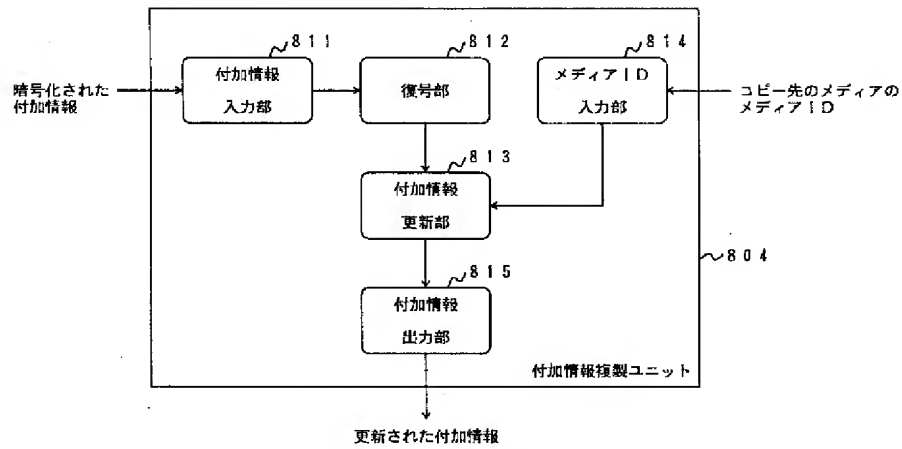 811
812
814
暗号化された
付加情報
付加情報
入力部
復号部
メディアID
入力部
コピー先のメディアの
メディアID
813
付加情報
更新部
804
815
付加情報
出力部
付加情報複製ユニット
更新された付加情報